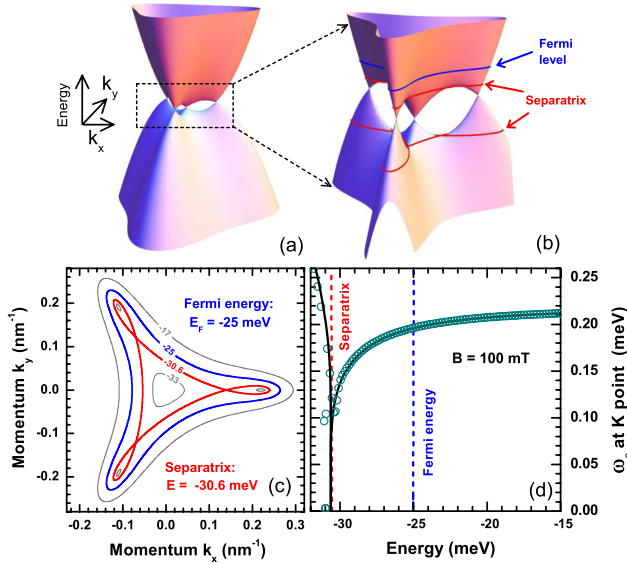 (a)
Energy
k_y
k_x
(b)
Fermi
level
Separatrix
(c)
Momentum k_y (nm⁻¹)
0.2
0.1
0.0
-0.1
-0.2
-0.1
0.0
0.1
0.2
0.3
Momentum k_x (nm⁻¹)
Fermi energy:
E_F = -25 meV
-17
-25
-30.6
-33
Separatrix:
E = -30.6 meV
(d)
Separatrix
Fermi energy
B = 100 mT
-30
-25
-20
-15
Energy (meV)
0.25
0.20
0.15
0.10
0.05
0.00
ω_c at K point (meV)